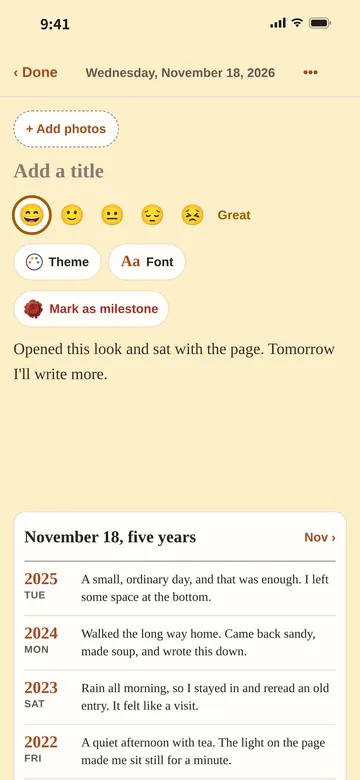 9:41
‹ Done Wednesday, November 18, 2026 •••
+ Add photos
Add a title
Great
Theme Aa Font
Mark as milestone
Opened this look and sat with the page. Tomorrow
I'll write more.
November 18, five years Nov ›
2025 A small, ordinary day, and that was enough. I left
TUE some space at the bottom.
2024 Walked the long way home. Came back sandy,
MON made soup, and wrote this down.
2023 Rain all morning, so I stayed in and reread an old
SAT entry. It felt like a visit.
2022 A quiet afternoon with tea. The light on the page
FRI made me sit still for a minute.